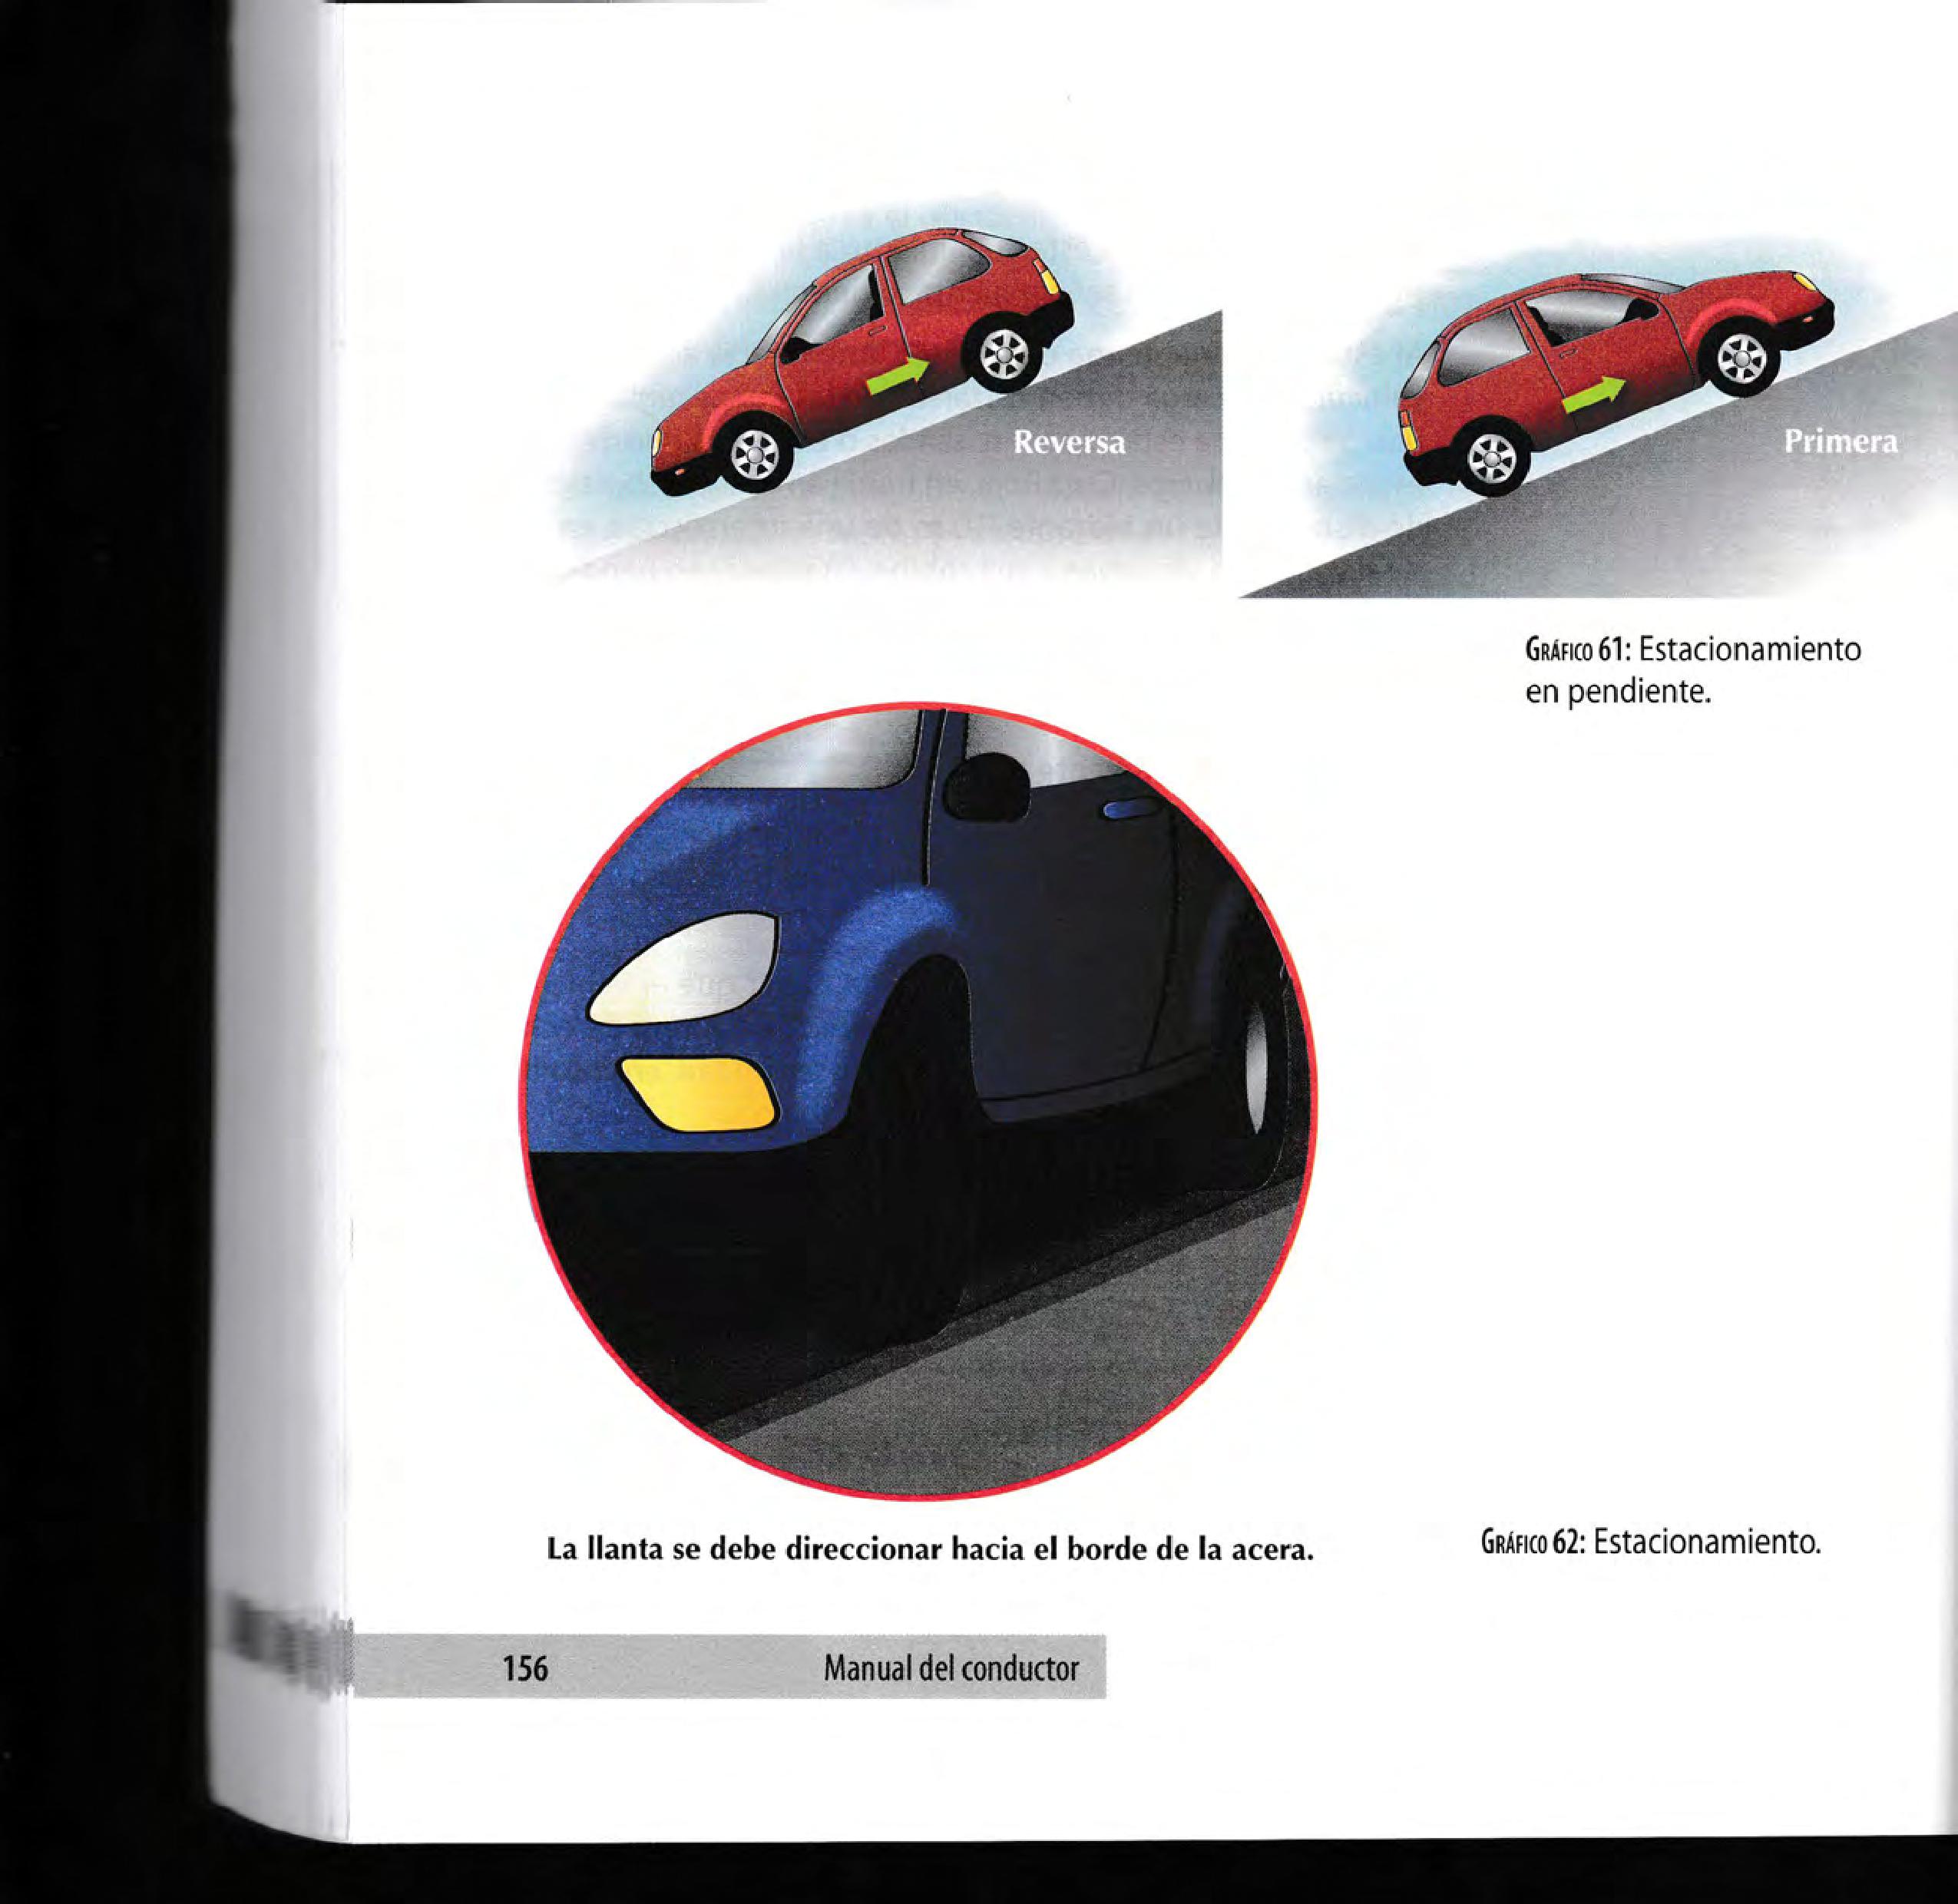 Reversa
Primera
GRÁFICO 61: Estacionamiento
en pendiente.
La llanta se debe direccionar hacia el borde de la acera.
GRÁFICO 62: Estacionamiento.
156 Manual del conductor